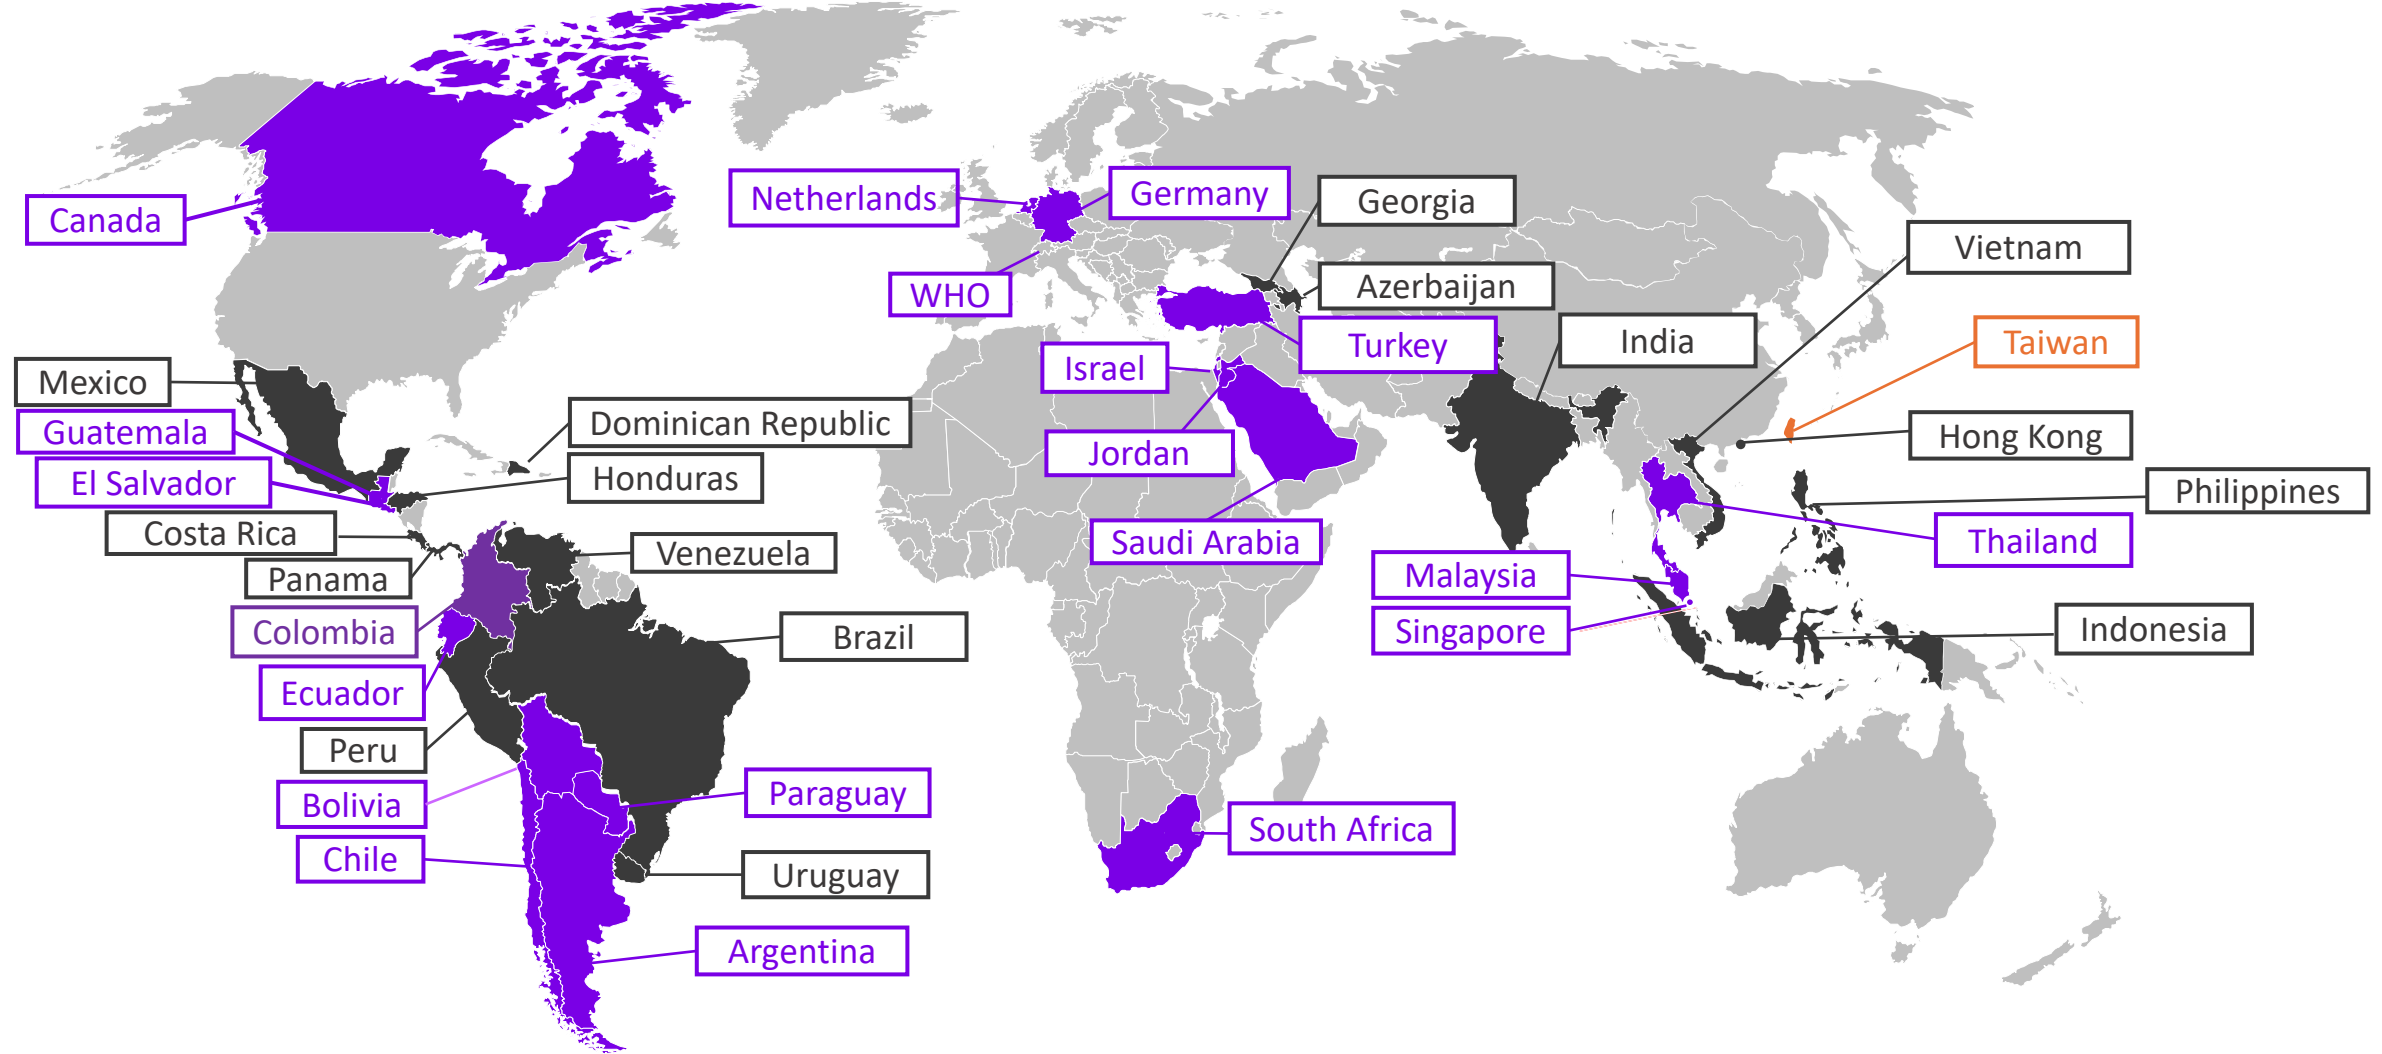 Netherlands
Germany
Georgia
Canada
Vietnam
WHO
Azerbaijan
Turkey
India
Taiwan
Israel
Mexico
Guatemala
Dominican Republic
Hong Kong
Jordan
El Salvador
Honduras
Philippines
Costa Rica
Venezuela
Saudi Arabia
Thailand
Panama
Malaysia
Colombia
Brazil
Singapore
Indonesia
Ecuador
Peru
Bolivia
Paraguay
South Africa
Chile
Uruguay
Argentina